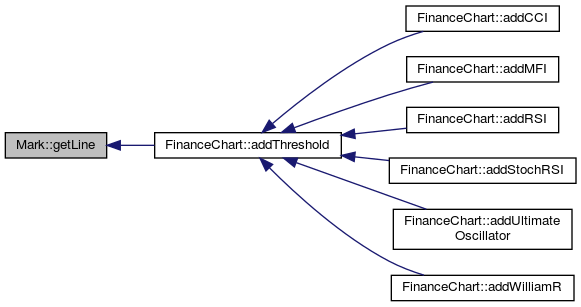 FinanceChart::addCCI
FinanceChart::addMFI
FinanceChart::addRSI
Mark::getLine
FinanceChart::addThreshold
FinanceChart::addStochRSI
FinanceChart::addUltimate
Oscillator
FinanceChart::addWilliamR